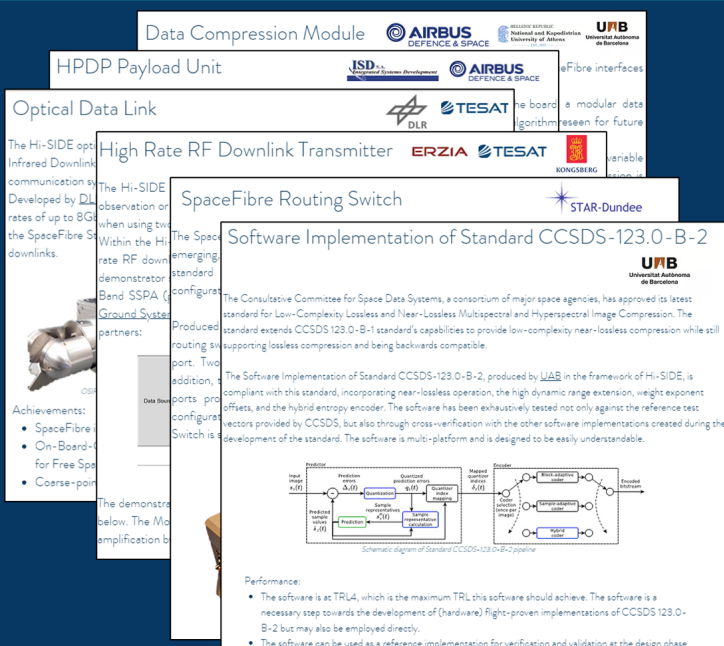 Data Compression Module
AIRBUS
DEFENCE & SPACE
HELLENIC REPUBLIC
National and Kapodistrian
University of Athens
UAB
Universitat Autònoma
de Barcelona
HPDP Payload Unit
ISD S.A.
Integrated Systems Development
AIRBUS
DEFENCE & SPACE
eFibre interfaces
Optical Data Link
DLR
TESAT
he board, a modular data
lgorithm
reseen for future
The Hi-SIDE opti
Infrared Downlink
communication sy
Developed by DL
rates of up to 8Gb
the SpaceFibre St
downlinks.
High Rate RF Downlink Transmitter
ERZIA
TESAT
KONGSBERG
variable
ssion is
The Hi-SIDE
observation or
when using two
Within the Hi-
rate RF down
demonstrator
Band SSPA (
Ground System
partners:
SpaceFibre Routing Switch
STAR-Dundee
The Space
emerging,
standard
configurat
Produced
routing sw
port. Two
addition, t
ports pro
configurat
Switch is s
Software Implementation of Standard CCSDS-123.0-B-2
UAB
Universitat Autònoma
de Barcelona
The Consultative Committee for Space Data Systems, a consortium of major space agencies, has approved its latest
standard for Low-Complexity Lossless and Near-Lossless Multispectral and Hyperspectral Image Compression. The
standard extends CCSDS 123.0-B-1 standard's capabilities to provide low-complexity near-lossless compression while still
supporting lossless compression and being backwards compatible.
The Software Implementation of Standard CCSDS-123.0-B-2, produced by UAB in the framework of Hi-SIDE, is
compliant with this standard, incorporating near-lossless operation, the high dynamic range extension, weight exponent
offsets, and the hybrid entropy encoder. The software has been exhaustively tested not only against the reference test
vectors provided by CCSDS, but also through cross-verification with the other software implementations created during the
development of the standard. The software is multi-platform and is designed to be easily understandable.
Predictor
Input
image
Prediction
errors
Quantized
prediction errors
Mapped
quantizer
indices
Encoder
Block-adaptive
coder
Quantization
Quantizer
index
mapping
Coder
selection
(once per
image)
Sample-adaptive
coder
Encoded
bitstream
Predicted
sample
values
Sample
representatives
Prediction
Sample
representative
calculation
Hybrid
coder
Schematic diagram of Standard CCSDS-123.0-B-2 pipeline
Performance:
• The software is at TRL4, which is the maximum TRL this software should achieve. The software is a
necessary step towards the development of (hardware) flight-proven implementations of CCSDS 123.0-
B-2 but may also be employed directly.
• The software can be used as a reference implementation for verification and validation at the design phase
Data Sour
OSIR
Achievements:
• SpaceFibre i
• On-Board-
for Free Spa
• Coarse-poin
The demonstra
below. The Mo
amplification b